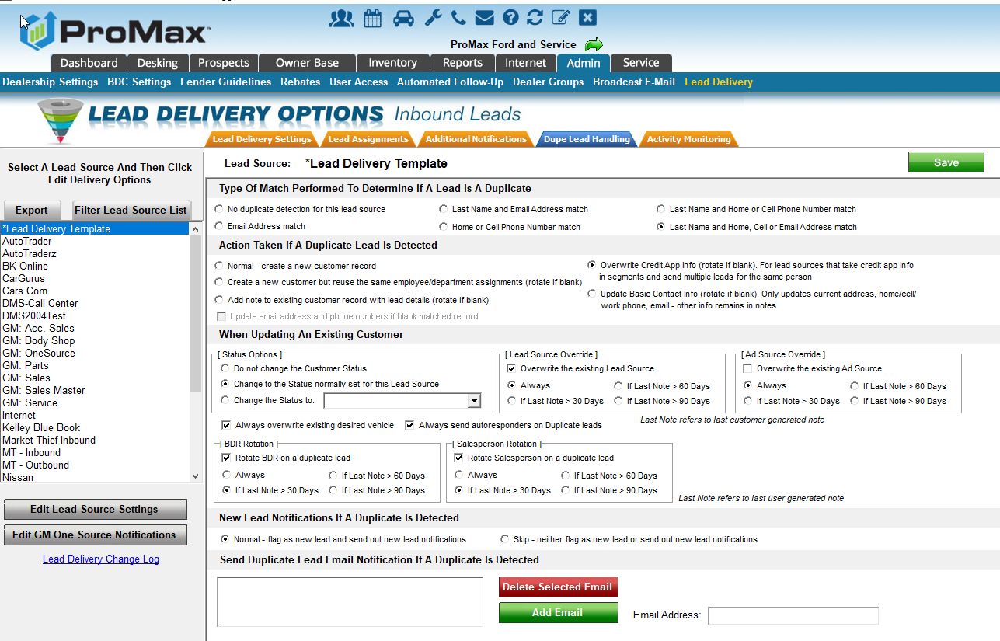 ProMax™
ProMax Ford and Service
Dashboard Desking Prospects Owner Base Inventory Reports Internet Admin Service
Dealership Settings BDC Settings Lender Guidelines Rebates User Access Automated Follow-Up Dealer Groups Broadcast E-Mail Lead Delivery
LEAD DELIVERY OPTIONS Inbound Leads
Lead Delivery Settings Lead Assignments Additional Notifications Dupe Lead Handling Activity Monitoring
Select A Lead Source And Then Click
Edit Delivery Options
Export Filter Lead Source List
*Lead Delivery Template
AutoTrader
AutoTraderz
BK Online
CarGurus
Cars.Com
DMS-Call Center
DMS2004Test
GM: Acc. Sales
GM: Body Shop
GM: OneSource
GM: Parts
GM: Sales
GM: Sales Master
GM: Service
Internet
Kelley Blue Book
Market Thief Inbound
MT - Inbound
MT - Outbound
Nissan
Edit Lead Source Settings
Edit GM One Source Notifications
Lead Delivery Change Log
Lead Source: *Lead Delivery Template
Save
Type Of Match Performed To Determine If A Lead Is A Duplicate
No duplicate detection for this lead source
Last Name and Email Address match
Last Name and Home or Cell Phone Number match
Email Address match
Home or Cell Phone Number match
Last Name and Home, Cell or Email Address match
Action Taken If A Duplicate Lead Is Detected
Normal - create a new customer record
Create a new customer but reuse the same employee/department assignments (rotate if blank)
Add note to existing customer record with lead details (rotate if blank)
Update email address and phone numbers if blank matched record
Overwrite Credit App Info (rotate if blank). For lead sources that take credit app info
in segments and send multiple leads for the same person
Update Basic Contact Info (rotate if blank). Only updates current address, home/cell/
work phone, email - other info remains in notes
When Updating An Existing Customer
[ Status Options ]
Do not change the Customer Status
Change to the Status normally set for this Lead Source
Change the Status to:
[ Lead Source Override ]
Overwrite the existing Lead Source
Always If Last Note > 60 Days
If Last Note > 30 Days If Last Note > 90 Days
[ Ad Source Override ]
Overwrite the existing Ad Source
Always If Last Note > 60 Days
If Last Note > 30 Days If Last Note > 90 Days
Last Note refers to last customer generated note
Always overwrite existing desired vehicle Always send autoresponders on Duplicate leads
[ BDR Rotation ]
Rotate BDR on a duplicate lead
Always If Last Note > 60 Days
If Last Note > 30 Days If Last Note > 90 Days
[ Salesperson Rotation ]
Rotate Salesperson on a duplicate lead
Always If Last Note > 60 Days
If Last Note > 30 Days If Last Note > 90 Days
Last Note refers to last user generated note
New Lead Notifications If A Duplicate Is Detected
Normal - flag as new lead and send out new lead notifications
Skip - neither flag as new lead or send out new lead notifications
Send Duplicate Lead Email Notification If A Duplicate Is Detected
Delete Selected Email
Add Email
Email Address: